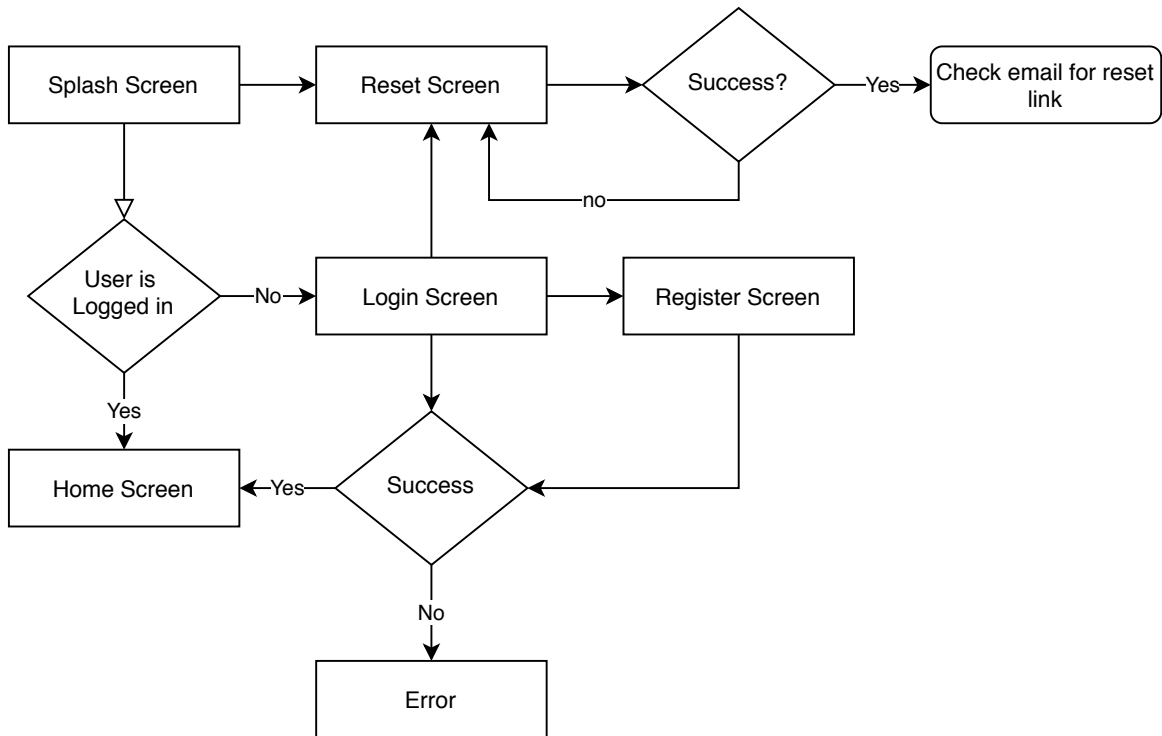 Splash Screen
Reset Screen
Success?
Yes
Check email for reset
link
no
User is
Logged in
No
Login Screen
Register Screen
Yes
Home Screen
Yes
Success
No
Error